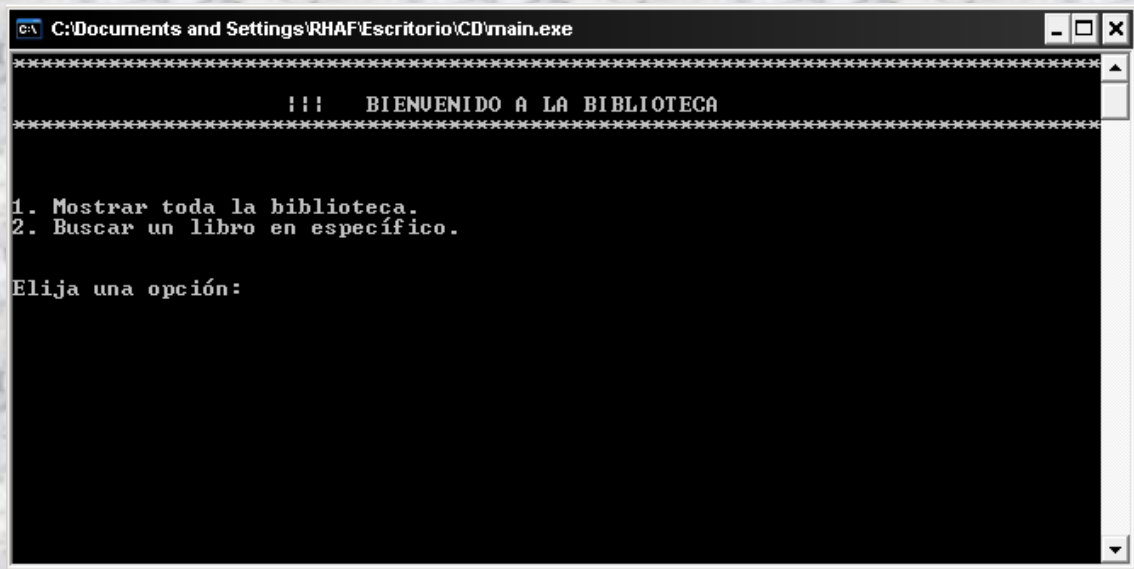 C:\Documents and Settings\RHAF\Escritorio\CD\main.exe
********************************************************************************
¦¦¦ BIENVENIDO A LA BIBLIOTECA
********************************************************************************
1. Mostrar toda la biblioteca.
2. Buscar un libro en específico.
Elija una opción: